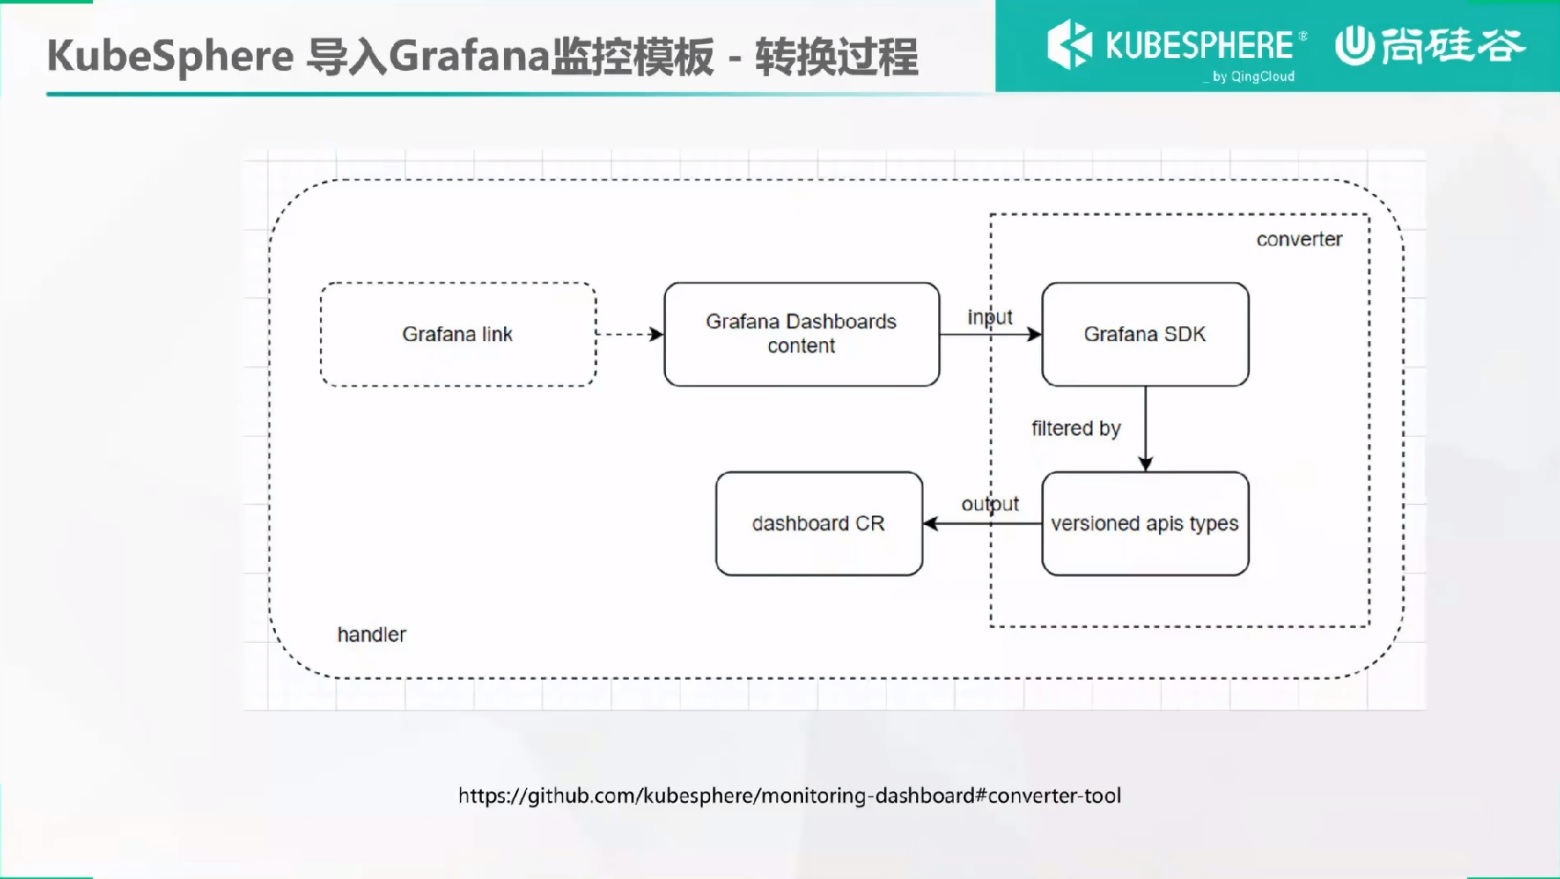 KubeSphere 导入Grafana监控模板 - 转换过程
KUBESPHERE®
_ by QingCloud
尚硅谷
converter
Grafana link
Grafana Dashboards
content
input
Grafana SDK
filtered by
dashboard CR
output
versioned apis types
handler
https://github.com/kubesphere/monitoring-dashboard#converter-tool